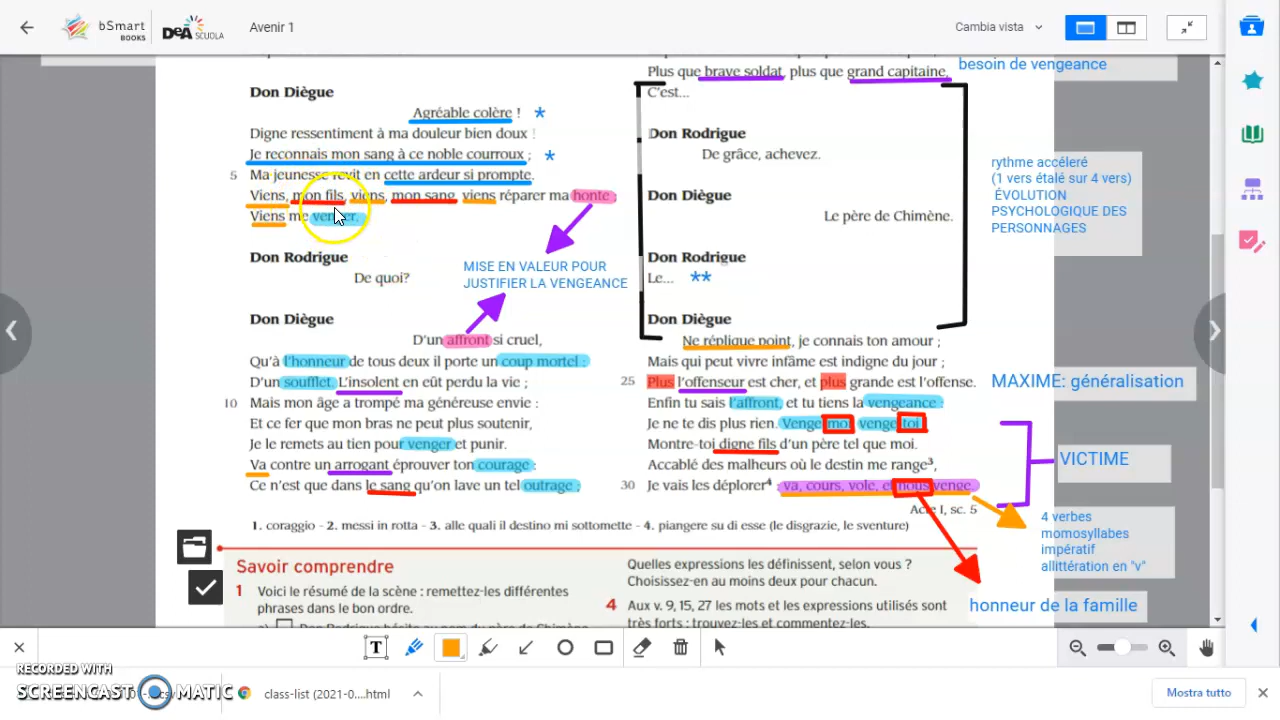 bSmart
BOOKS
DeA
SCUOLA
Avenir 1
Cambia vista
Plus que brave soldat, plus que grand capitaine,
C'est...
besoin de vengeance
Don Diègue
Agréable colère ! *
Digne ressentiment à ma douleur bien doux !
Je reconnais mon sang à ce noble courroux ; *
5 Ma jeunesse revit en cette ardeur si prompte.
Viens, mon fils, viens, mon sang, viens réparer ma honte ;
Viens me venger.
Don Rodrigue
De quoi?
MISE EN VALEUR POUR
JUSTIFIER LA VENGEANCE
Don Diègue
D'un affront si cruel,
Qu'à l'honneur de tous deux il porte un coup mortel :
D'un soufflet. L'insolent en eût perdu la vie ;
10 Mais mon âge a trompé ma généreuse envie :
Et ce fer que mon bras ne peut plus soutenir,
Je le remets au tien pour venger et punir.
Va contre un arrogant éprouver ton courage :
Ce n'est que dans le sang qu'on lave un tel outrage ;
Don Rodrigue
De grâce, achevez.
Don Diègue
Le père de Chimène.
Don Rodrigue
Le... **
Don Diègue
Ne réplique point, je connais ton amour ;
Mais qui peut vivre infâme est indigne du jour ;
25 Plus l'offenseur est cher, et plus grande est l'offense.
Enfin tu sais l'affront, et tu tiens la vengeance :
Je ne te dis plus rien. Venge-moi, venge-toi
Montre-toi digne fils d'un père tel que moi.
Accablé des malheurs où le destin me range³,
30 Je vais les déplorer⁴ : va, cours, vole, et nous venge.
Acte I, sc. 5
rythme accéleré
(1 vers étalé sur 4 vers)
ÉVOLUTION
PSYCHOLOGIQUE DES
PERSONNAGES
MAXIME: généralisation
VICTIME
4 verbes
momosyllabes
impératif
allittération en "v"
honneur de la famille
1. coraggio - 2. messi in rotta - 3. alle quali il destino mi sottomette - 4. piangere su di esse (le disgrazie, le sventure)
Savoir comprendre
1 Voici le résumé de la scène : remettez-les différentes
phrases dans le bon ordre.
a) Don Rodrigue hésite au nom du père de Chimène
Quelles expressions les définissent, selon vous ?
Choisissez-en au moins deux pour chacun.
4 Aux v. 9, 15, 27 les mots et les expressions utilisés sont
très forts : trouvez-les et commentez-les.
T
RECORDED WITH
SCREENCAST MATIC
class-list (2021-0....html
Mostra tutto